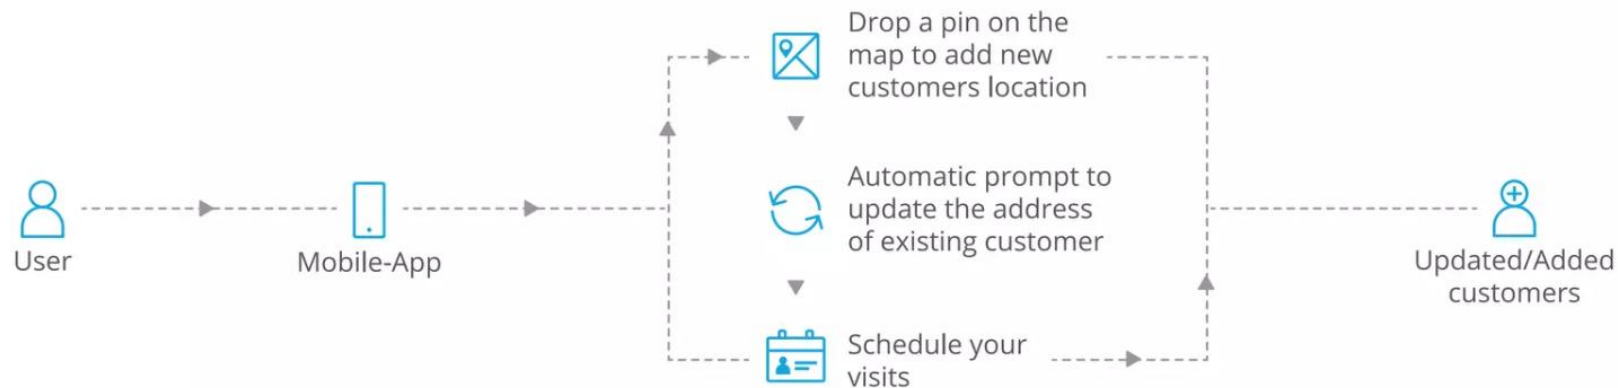 Drop a pin on the
map to add new
customers location
Automatic prompt to
update the address
of existing customer
User
Mobile-App
Updated/Added
customers
Schedule your
visits